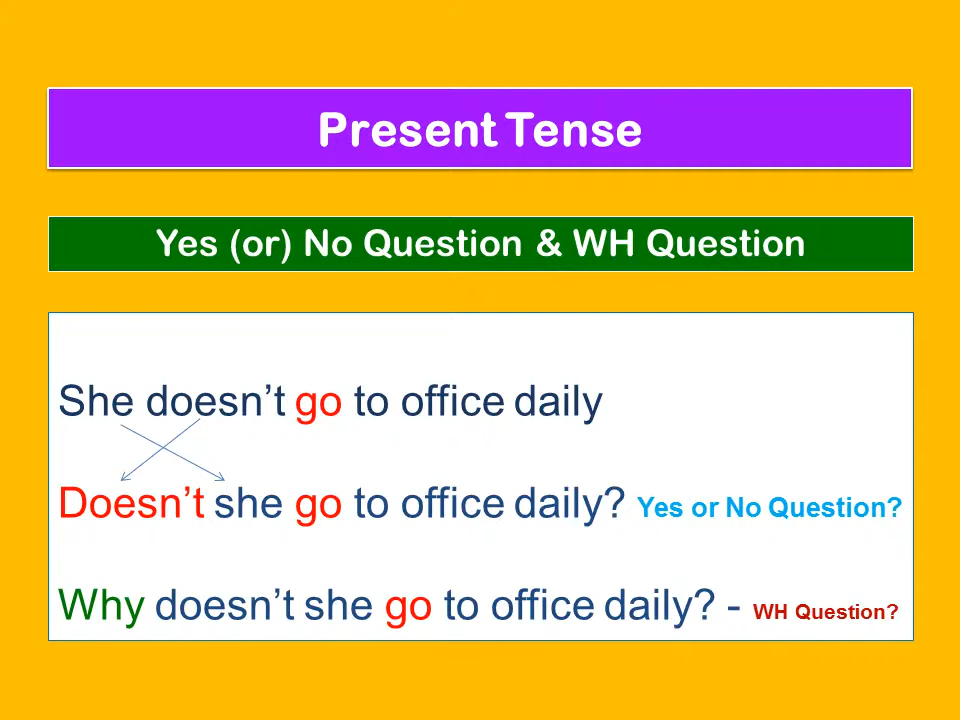 Present Tense
Yes (or) No Question & WH Question
She doesn’t go to office daily
Doesn’t she go to office daily? Yes or No Question?
Why doesn’t she go to office daily? - WH Question?